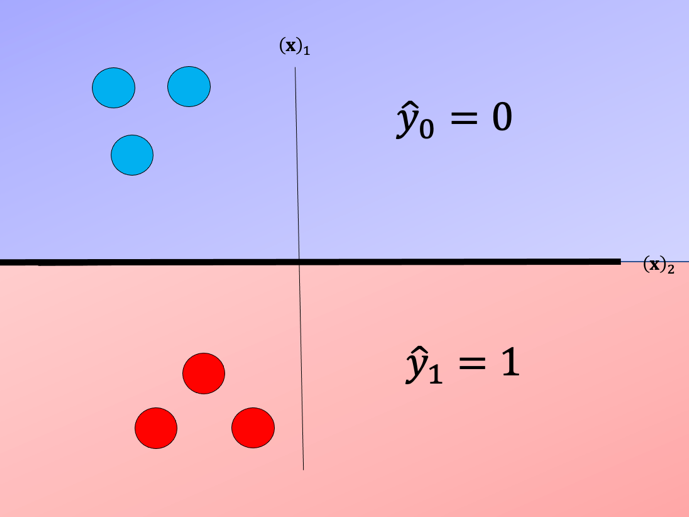 (𝐱)₁
ŷ₀ = 0
(𝐱)₂
ŷ₁ = 1